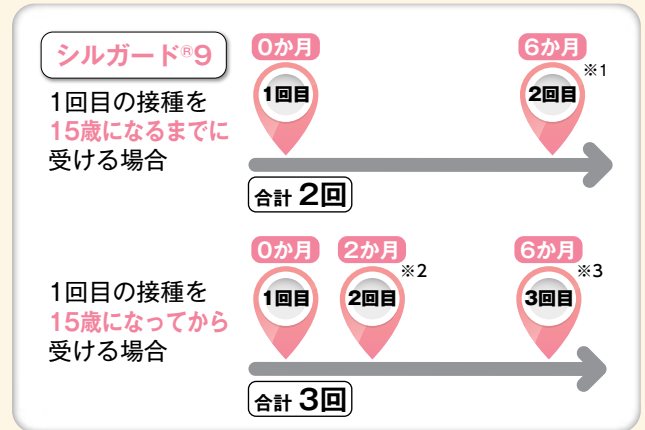 シルガード®9
1回目の接種を
15歳になるまでに
受ける場合
0か月
1回目
6か月
※1
2回目
合計 2回
1回目の接種を
15歳になってから
受ける場合
0か月
1回目
2か月
※2
2回目
6か月
※3
3回目
合計 3回